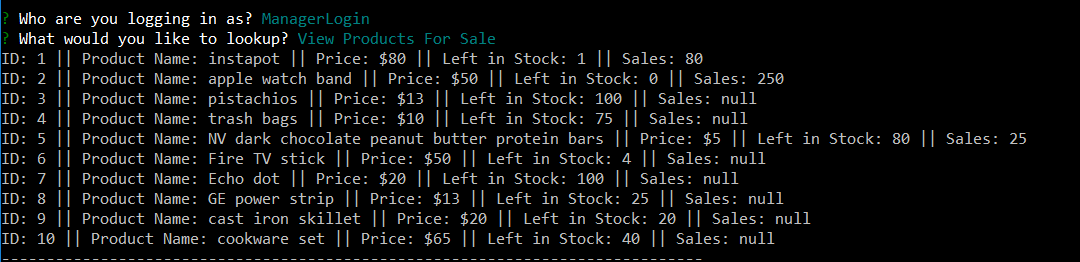 ? Who are you logging in as? ManagerLogin
? What would you like to lookup? View Products For Sale
ID: 1 || Product Name: instapot || Price: $80 || Left in Stock: 1 || Sales: 80
ID: 2 || Product Name: apple watch band || Price: $50 || Left in Stock: 0 || Sales: 250
ID: 3 || Product Name: pistachios || Price: $13 || Left in Stock: 100 || Sales: null
ID: 4 || Product Name: trash bags || Price: $10 || Left in Stock: 75 || Sales: null
ID: 5 || Product Name: NV dark chocolate peanut butter protein bars || Price: $5 || Left in Stock: 80 || Sales: 25
ID: 6 || Product Name: Fire TV stick || Price: $50 || Left in Stock: 4 || Sales: null
ID: 7 || Product Name: Echo dot || Price: $20 || Left in Stock: 100 || Sales: null
ID: 8 || Product Name: GE power strip || Price: $13 || Left in Stock: 25 || Sales: null
ID: 9 || Product Name: cast iron skillet || Price: $20 || Left in Stock: 20 || Sales: null
ID: 10 || Product Name: cookware set || Price: $65 || Left in Stock: 40 || Sales: null
------------------------------------------------------------------------------